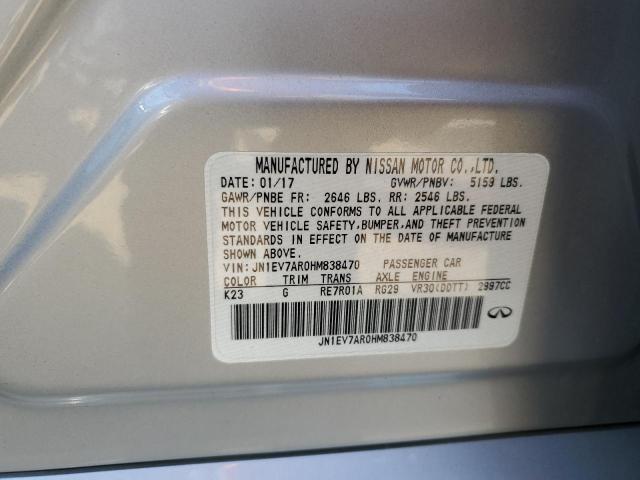 MANUFACTURED BY NISSAN MOTOR CO.,LTD.
DATE: 01/17 GVWR/PNBV: 5159 LBS.
GAWR/PNBE FR: 2646 LBS. RR: 2546 LBS.
THIS VEHICLE CONFORMS TO ALL APPLICABLE FEDERAL
MOTOR VEHICLE SAFETY,BUMPER,AND THEFT PREVENTION
STANDARDS IN EFFECT ON THE DATE OF MANUFACTURE
SHOWN ABOVE.
VIN: JN1EV7AR0HM838470 PASSENGER CAR
COLOR TRIM TRANS AXLE ENGINE
K23 G RE7R01A RG29 VR30(DDTT) 2997CC
JN1EV7AR0HM838470